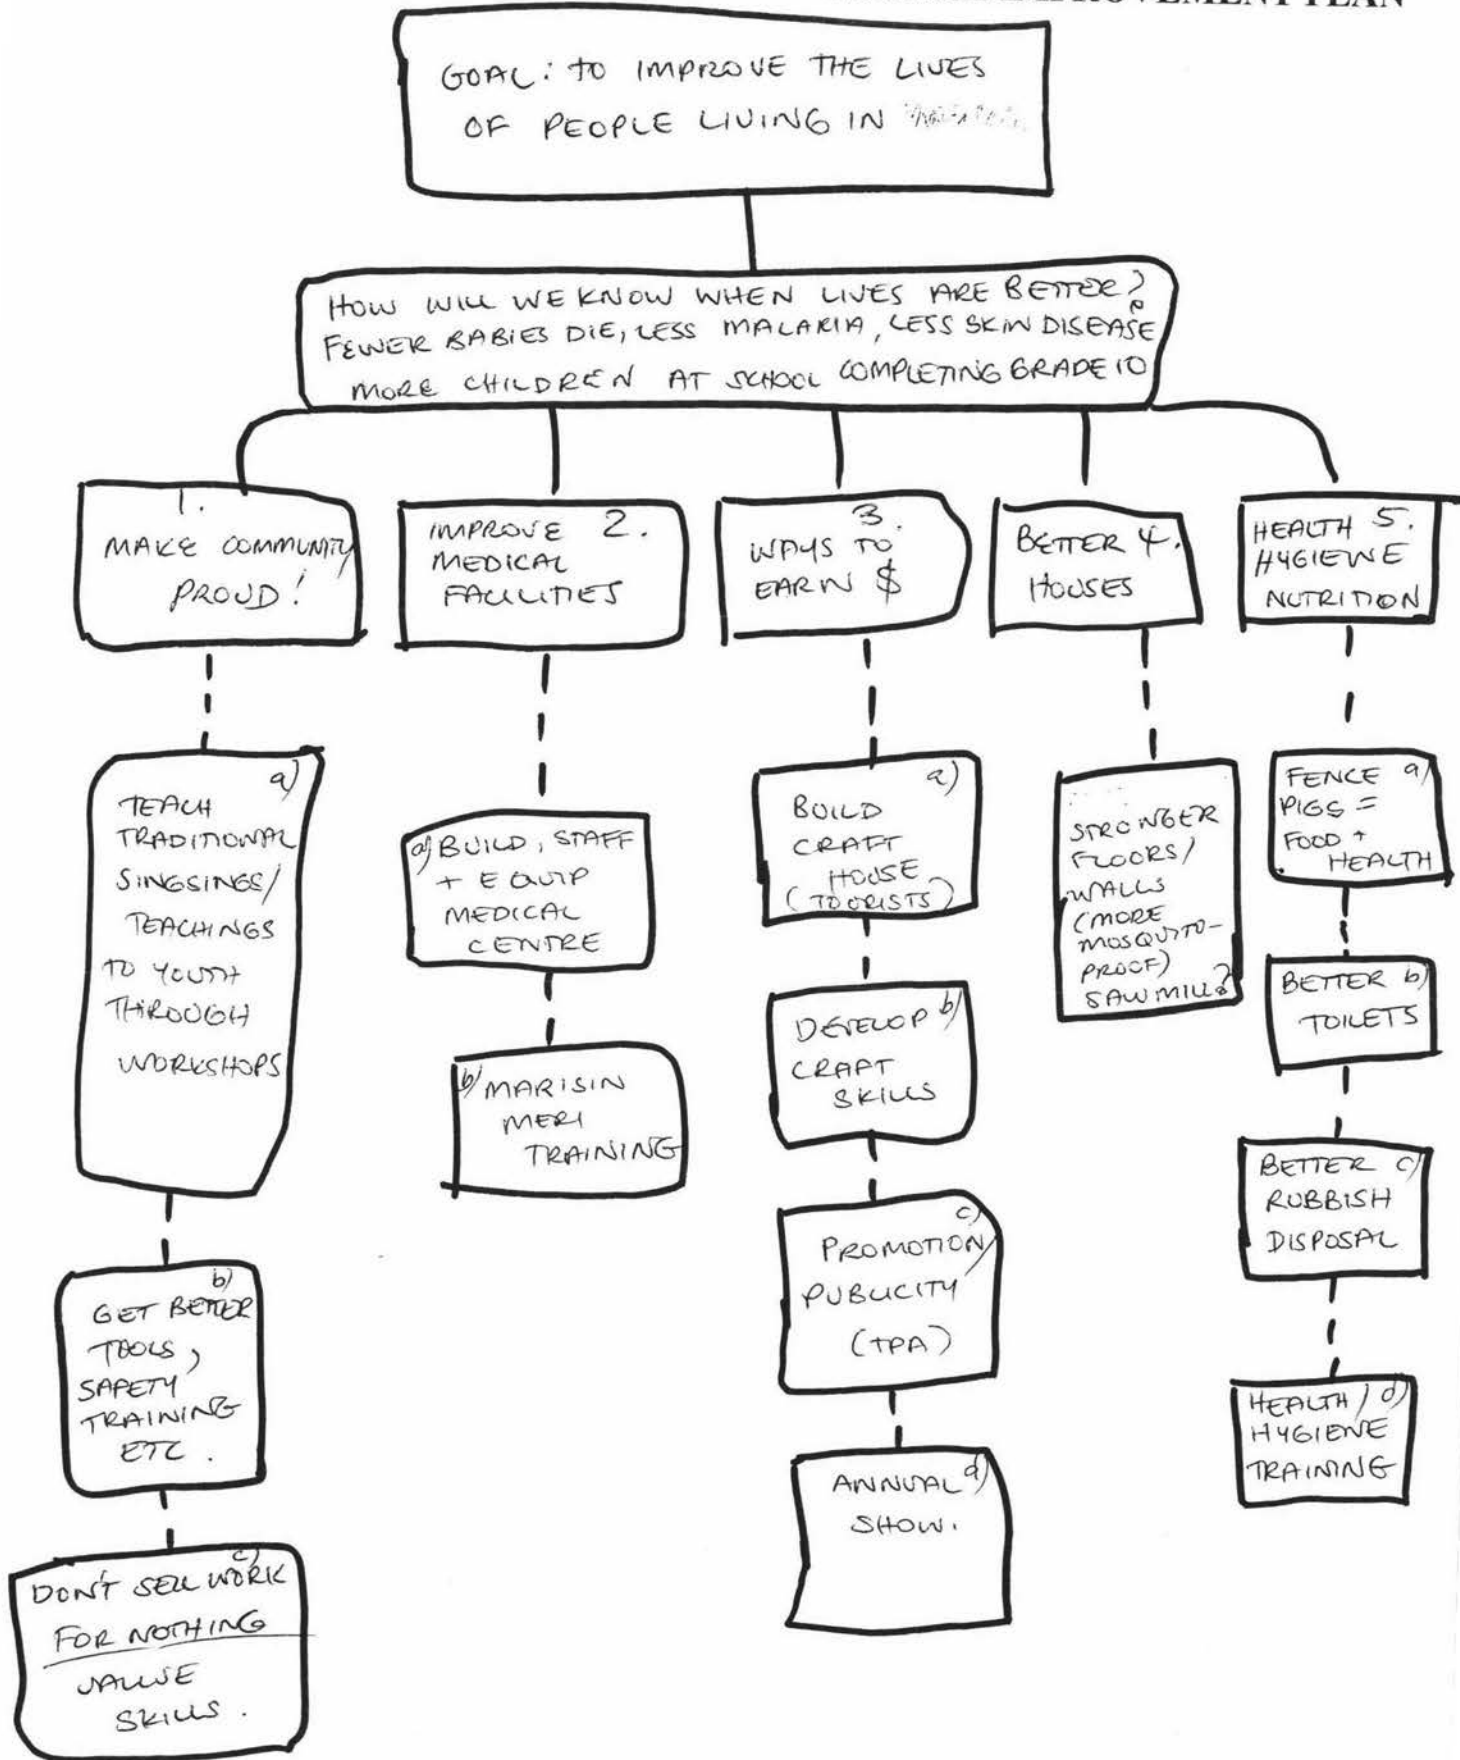 PLAN
GOAL: TO IMPROVE THE LIVES
OF PEOPLE LIVING IN
HOW WILL WE KNOW WHEN LIVES ARE BETTER?
FEWER BABIES DIE, LESS MALARIA, LESS SKIN DISEASE
MORE CHILDREN AT SCHOOL COMPLETING GRADE 10
1.
MAKE COMMUNITY
PROUD!
IMPROVE 2.
MEDICAL
FACILITIES
3.
WAYS TO
EARN $
BETTER 4.
HOUSES
HEALTH 5.
HYGIENE
NUTRITION
a)
TEACH
TRADITIONAL
SINGSINGS/
TEACHINGS
TO YOUTH
THROUGH
WORKSHOPS
b)
GET BETTER
TOOLS,
SAFETY
TRAINING
ETC.
c)
DON'T SELL WORK
FOR NOTHING
VALUE
SKILLS.
a) BUILD, STAFF
+ EQUIP
MEDICAL
CENTRE
b) MARISIN
MERI
TRAINING
a)
BUILD
CRAFT
HOUSE
(TOURISTS)
DEVELOP b)
CRAFT
SKILLS
c)
PROMOTION/
PUBLICITY
(TPA)
ANNUAL d)
SHOW.
STRONGER
FLOORS/
WALLS
(MORE
MOSQUITO-
PROOF)
SAWMILL?
FENCE a)
PIGS =
FOOD +
HEALTH
BETTER b)
TOILETS
BETTER c)
RUBBISH
DISPOSAL
HEALTH/ d)
HYGIENE
TRAINING